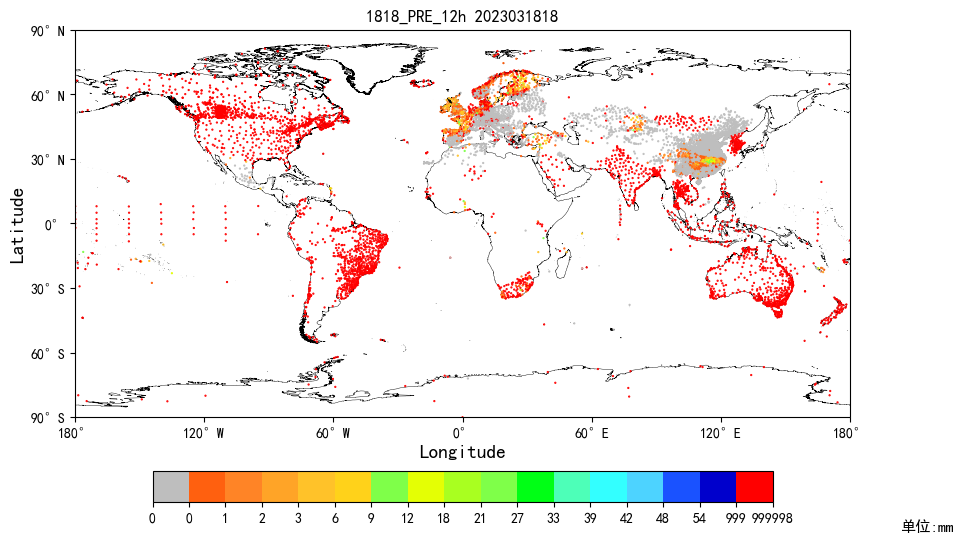 1818_PRE_12h 2023031818
90° N
60° N
30° N
0°
30° S
60° S
90° S
Latitude
180° 120° W 60° W 0° 60° E 120° E 180°
Longitude
0 0 1 2 3 6 9 12 18 21 27 33 39 42 48 54 999 999998
单位:mm